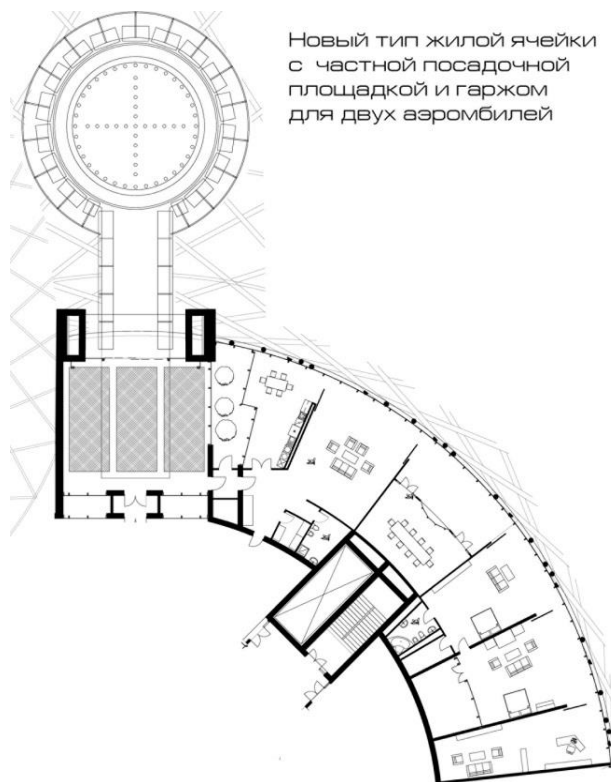 Новый тип жилой ячейки
с частной посадочной
площадкой и гаржом
для двух аэромбилей